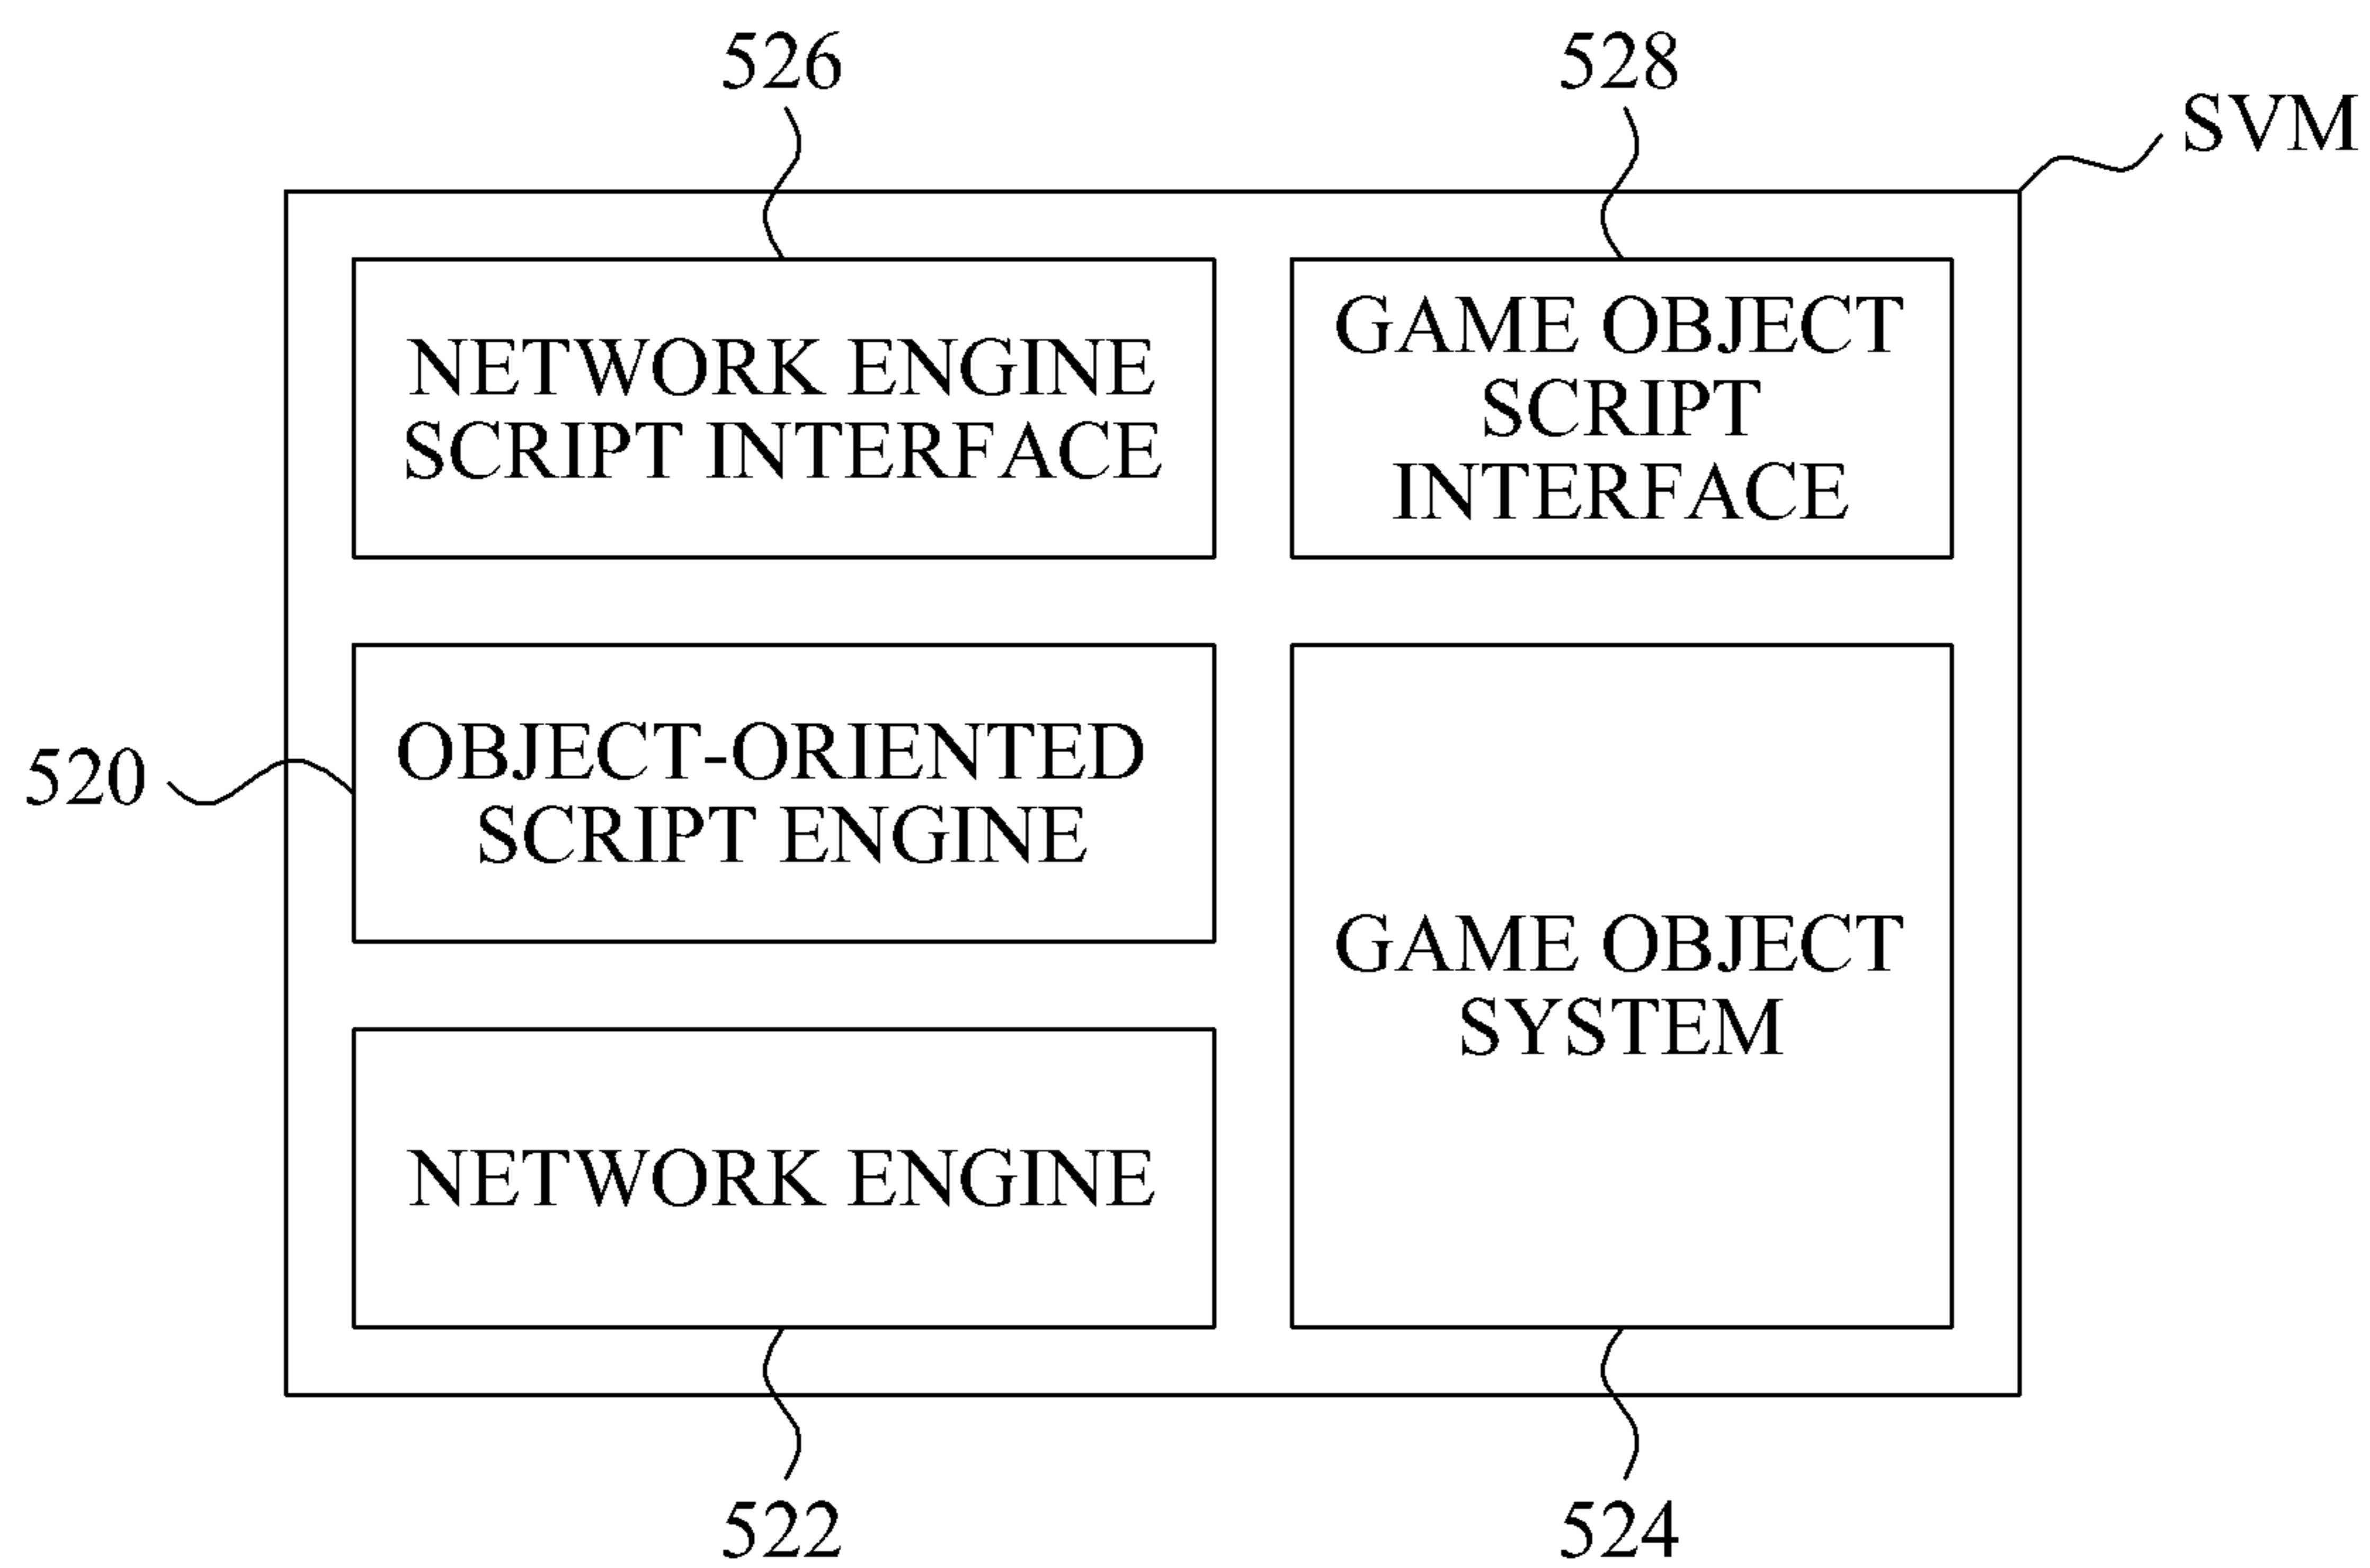 526
528
SVM
NETWORK ENGINE
SCRIPT INTERFACE
GAME OBJECT
SCRIPT
INTERFACE
520
OBJECT-ORIENTED
SCRIPT ENGINE
GAME OBJECT
SYSTEM
NETWORK ENGINE
522
524